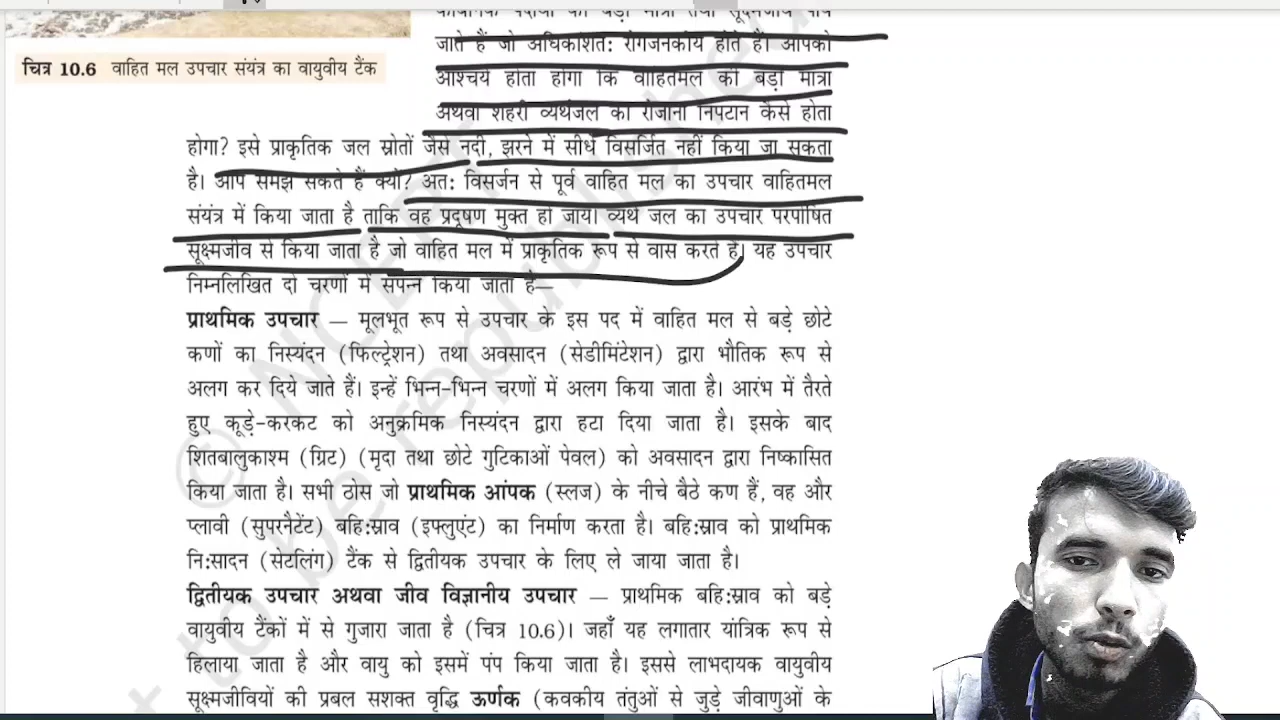 जाते हैं जो अधिकांशत: रोगजनकीय होते हैं। आपको
चित्र 10.6 वाहित मल उपचार संयंत्र का वायुवीय टैंक
आश्चर्य होता होगा कि वाहितमल की बड़ी मात्रा
अथवा शहरी व्यर्थजल का रोजाना निपटान कैसे होता
होगा? इसे प्राकृतिक जल स्रोतों जैसे नदी, झरने में सीधे विसर्जित नहीं किया जा सकता
है। आप समझ सकते हैं क्यों? अत: विसर्जन से पूर्व वाहित मल का उपचार वाहितमल
संयंत्र में किया जाता है ताकि वह प्रदूषण मुक्त हो जाय। व्यर्थ जल का उपचार परपोषित
सूक्ष्मजीव से किया जाता है जो वाहित मल में प्राकृतिक रूप से वास करते हैं। यह उपचार
निम्नलिखित दो चरणों में संपन्न किया जाता है—
प्राथमिक उपचार — मूलभूत रूप से उपचार के इस पद में वाहित मल से बड़े छोटे
कणों का निस्यंदन (फिल्ट्रेशन) तथा अवसादन (सेडीमिंटेशन) द्वारा भौतिक रूप से
अलग कर दिये जाते हैं। इन्हें भिन्न-भिन्न चरणों में अलग किया जाता है। आरंभ में तैरते
हुए कूड़े-करकट को अनुक्रमिक निस्यंदन द्वारा हटा दिया जाता है। इसके बाद
शितबालुकाश्म (ग्रिट) (मृदा तथा छोटे गुटिकाओं पेवल) को अवसादन द्वारा निष्कासित
किया जाता है। सभी ठोस जो प्राथमिक आंपक (स्लज) के नीचे बैठे कण हैं, वह और
प्लावी (सुपरनैटेंट) बहि:स्राव (इफ्लुएंट) का निर्माण करता है। बहि:स्राव को प्राथमिक
नि:सादन (सेटलिंग) टैंक से द्वितीयक उपचार के लिए ले जाया जाता है।
द्वितीयक उपचार अथवा जीव विज्ञानीय उपचार — प्राथमिक बहि:स्राव को बड़े
वायुवीय टैंकों में से गुजारा जाता है (चित्र 10.6)। जहाँ यह लगातार यांत्रिक रूप से
हिलाया जाता है और वायु को इसमें पंप किया जाता है। इससे लाभदायक वायुवीय
सूक्ष्मजीवियों की प्रबल सशक्त वृद्धि ऊर्णक (कवकीय तंतुओं से जुड़े जीवाणुओं के